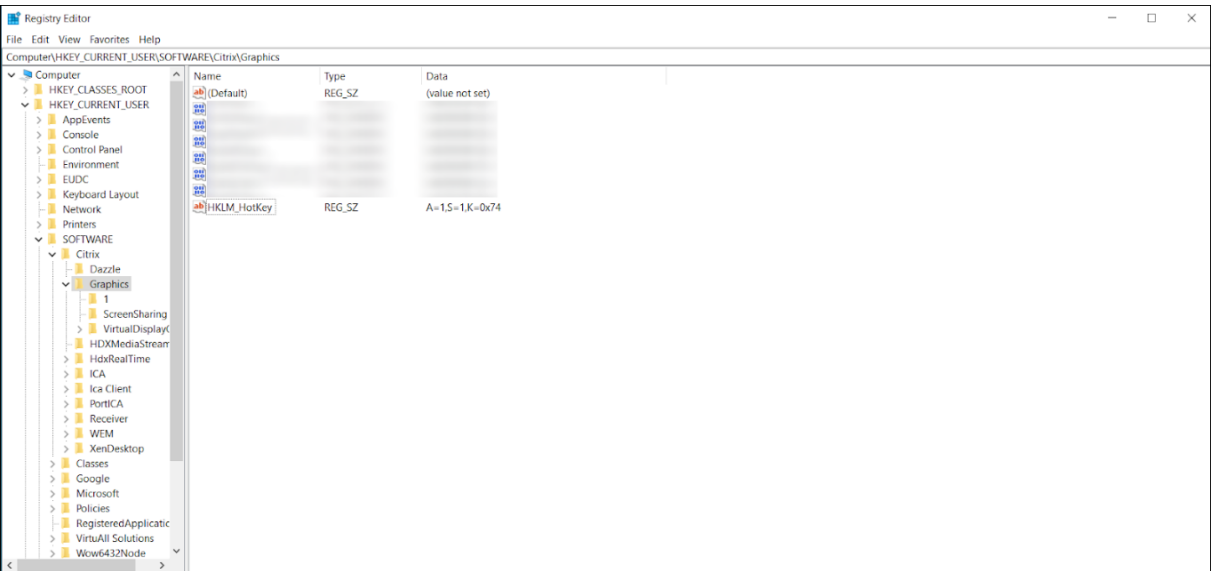 Registry Editor
File Edit View Favorites Help
Computer\HKEY_CURRENT_USER\SOFTWARE\Citrix\Graphics
Computer
HKEY_CLASSES_ROOT
HKEY_CURRENT_USER
AppEvents
Console
Control Panel
Environment
EUDC
Keyboard Layout
Network
Printers
SOFTWARE
Citrix
Dazzle
Graphics
1
ScreenSharing
VirtualDisplay
HDXMediaStream
HdxRealTime
ICA
Ica Client
PortICA
Receiver
WEM
XenDesktop
Classes
Google
Microsoft
Policies
RegisteredApplicatic
VirtuAll Solutions
Wow6432Node
Name Type Data
(Default) REG_SZ (value not set)
HKLM_HotKey REG_SZ A=1,S=1,K=0x74